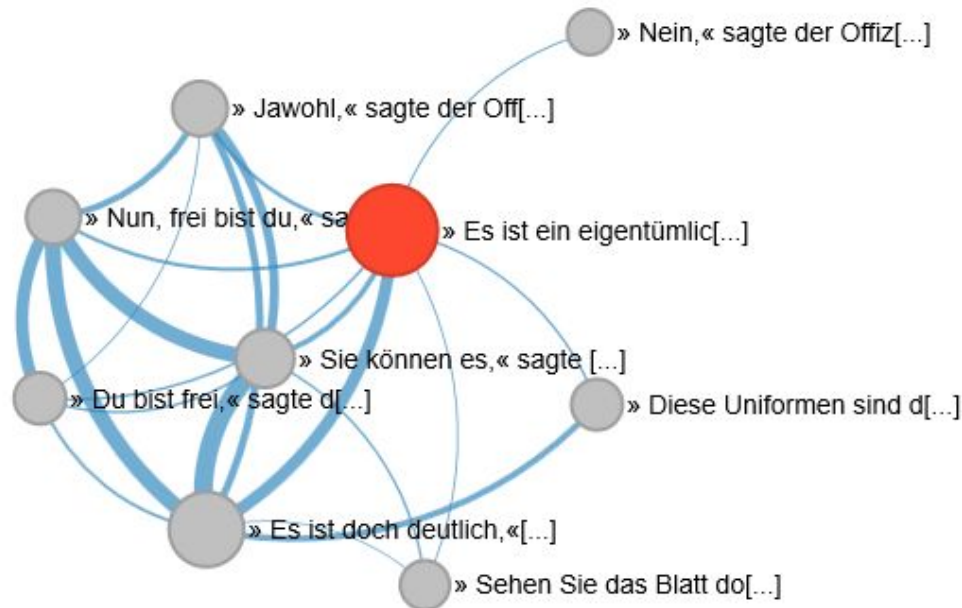 » Nein,« sagte der Offiz[...]
» Jawohl,« sagte der Off[...]
» Nun, frei bist du,« sa
» Es ist ein eigentümlic[...]
» Sie können es,« sagte [...]
» Du bist frei,« sagte d[...]
» Diese Uniformen sind d[...]
» Es ist doch deutlich,«[...]
» Sehen Sie das Blatt do[...]